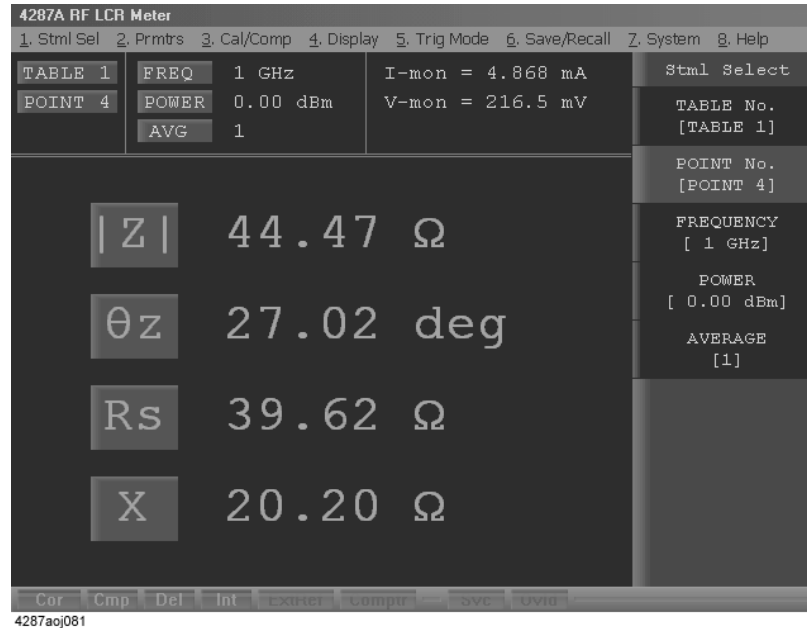 4287A RF LCR Meter
1. Stml Sel 2. Prmtrs 3. Cal/Comp 4. Display 5. Trig Mode 6. Save/Recall 7. System 8. Help
TABLE 1 FREQ 1 GHz I-mon = 4.868 mA
POINT 4 POWER 0.00 dBm V-mon = 216.5 mV
AVG 1
|Z| 44.47 Ω
θz 27.02 deg
Rs 39.62 Ω
X 20.20 Ω
Stml Select
TABLE No.
[TABLE 1]
POINT No.
[POINT 4]
FREQUENCY
[ 1 GHz]
POWER
[ 0.00 dBm]
AVERAGE
[1]
Cor Cmp Del Int ExtRef Comptr Svc Ovld
4287aoj081